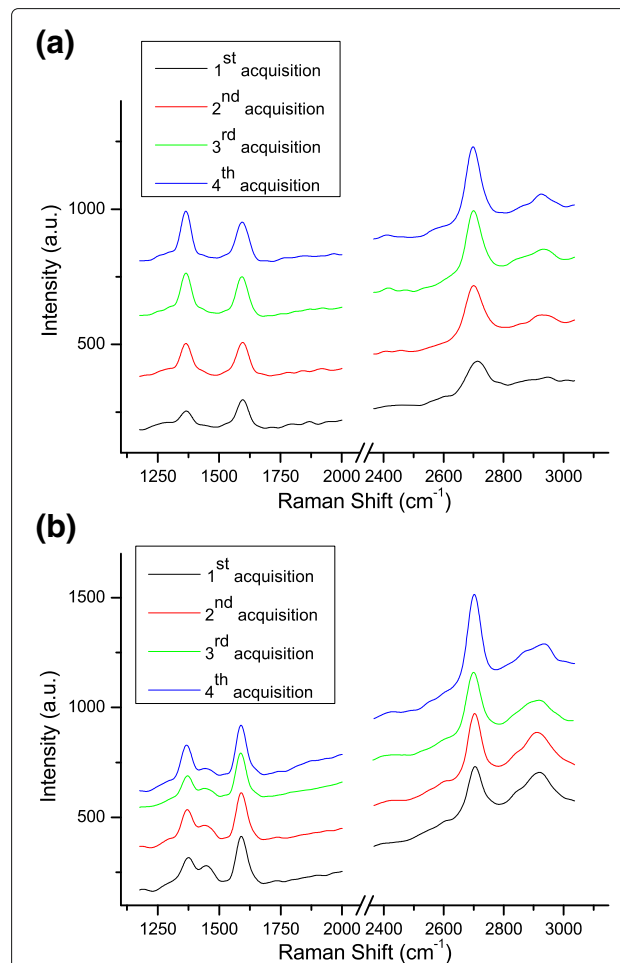 (a)
1st acquisition
2nd acquisition
3rd acquisition
4th acquisition
1000
500
Intensity (a.u.)
1250 1500 1750 2000 2400 2600 2800 3000
Raman Shift (cm-1)
(b)
1st acquisition
2nd acquisition
3rd acquisition
4th acquisition
1500
1000
500
Intensity (a.u.)
1250 1500 1750 2000 2400 2600 2800 3000
Raman Shift (cm-1)